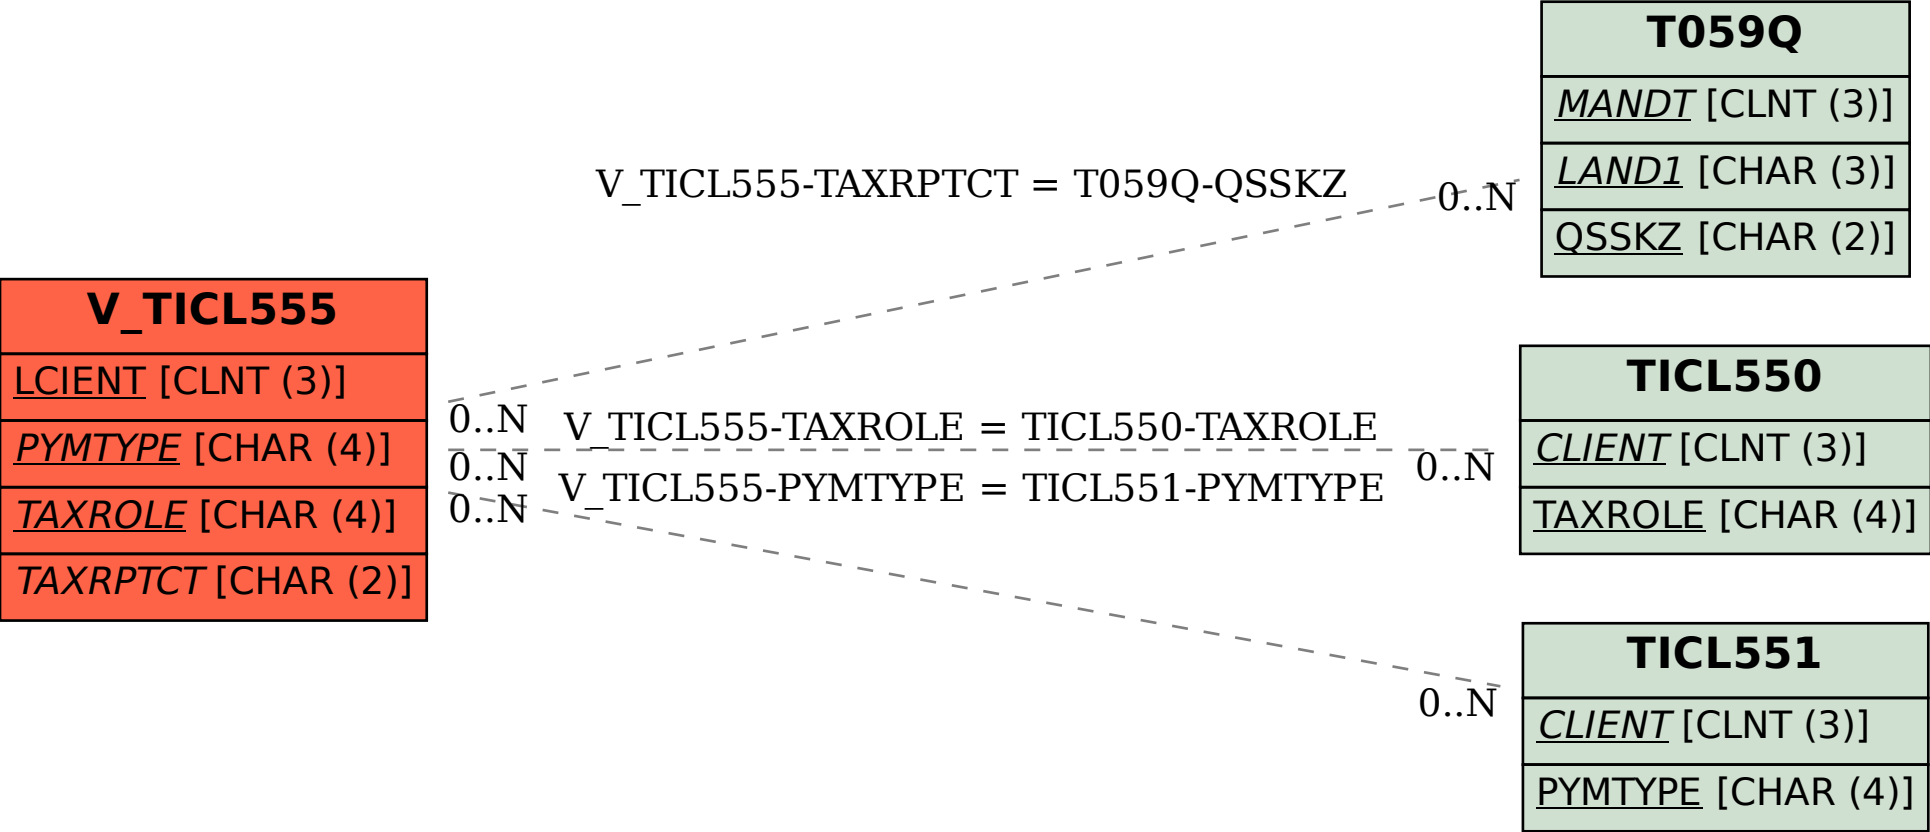 T059Q
MANDT [CLNT (3)]
LAND1 [CHAR (3)]
QSSKZ [CHAR (2)]
V_TICL555-TAXRPTCT = T059Q-QSSKZ
0..N
V_TICL555
LCIENT [CLNT (3)]
PYMTYPE [CHAR (4)]
TAXROLE [CHAR (4)]
TAXRPTCT [CHAR (2)]
0..N
V_TICL555-TAXROLE = TICL550-TAXROLE
0..N
0..N
V_TICL555-PYMTYPE = TICL551-PYMTYPE
0..N
TICL550
CLIENT [CLNT (3)]
TAXROLE [CHAR (4)]
0..N
TICL551
CLIENT [CLNT (3)]
PYMTYPE [CHAR (4)]